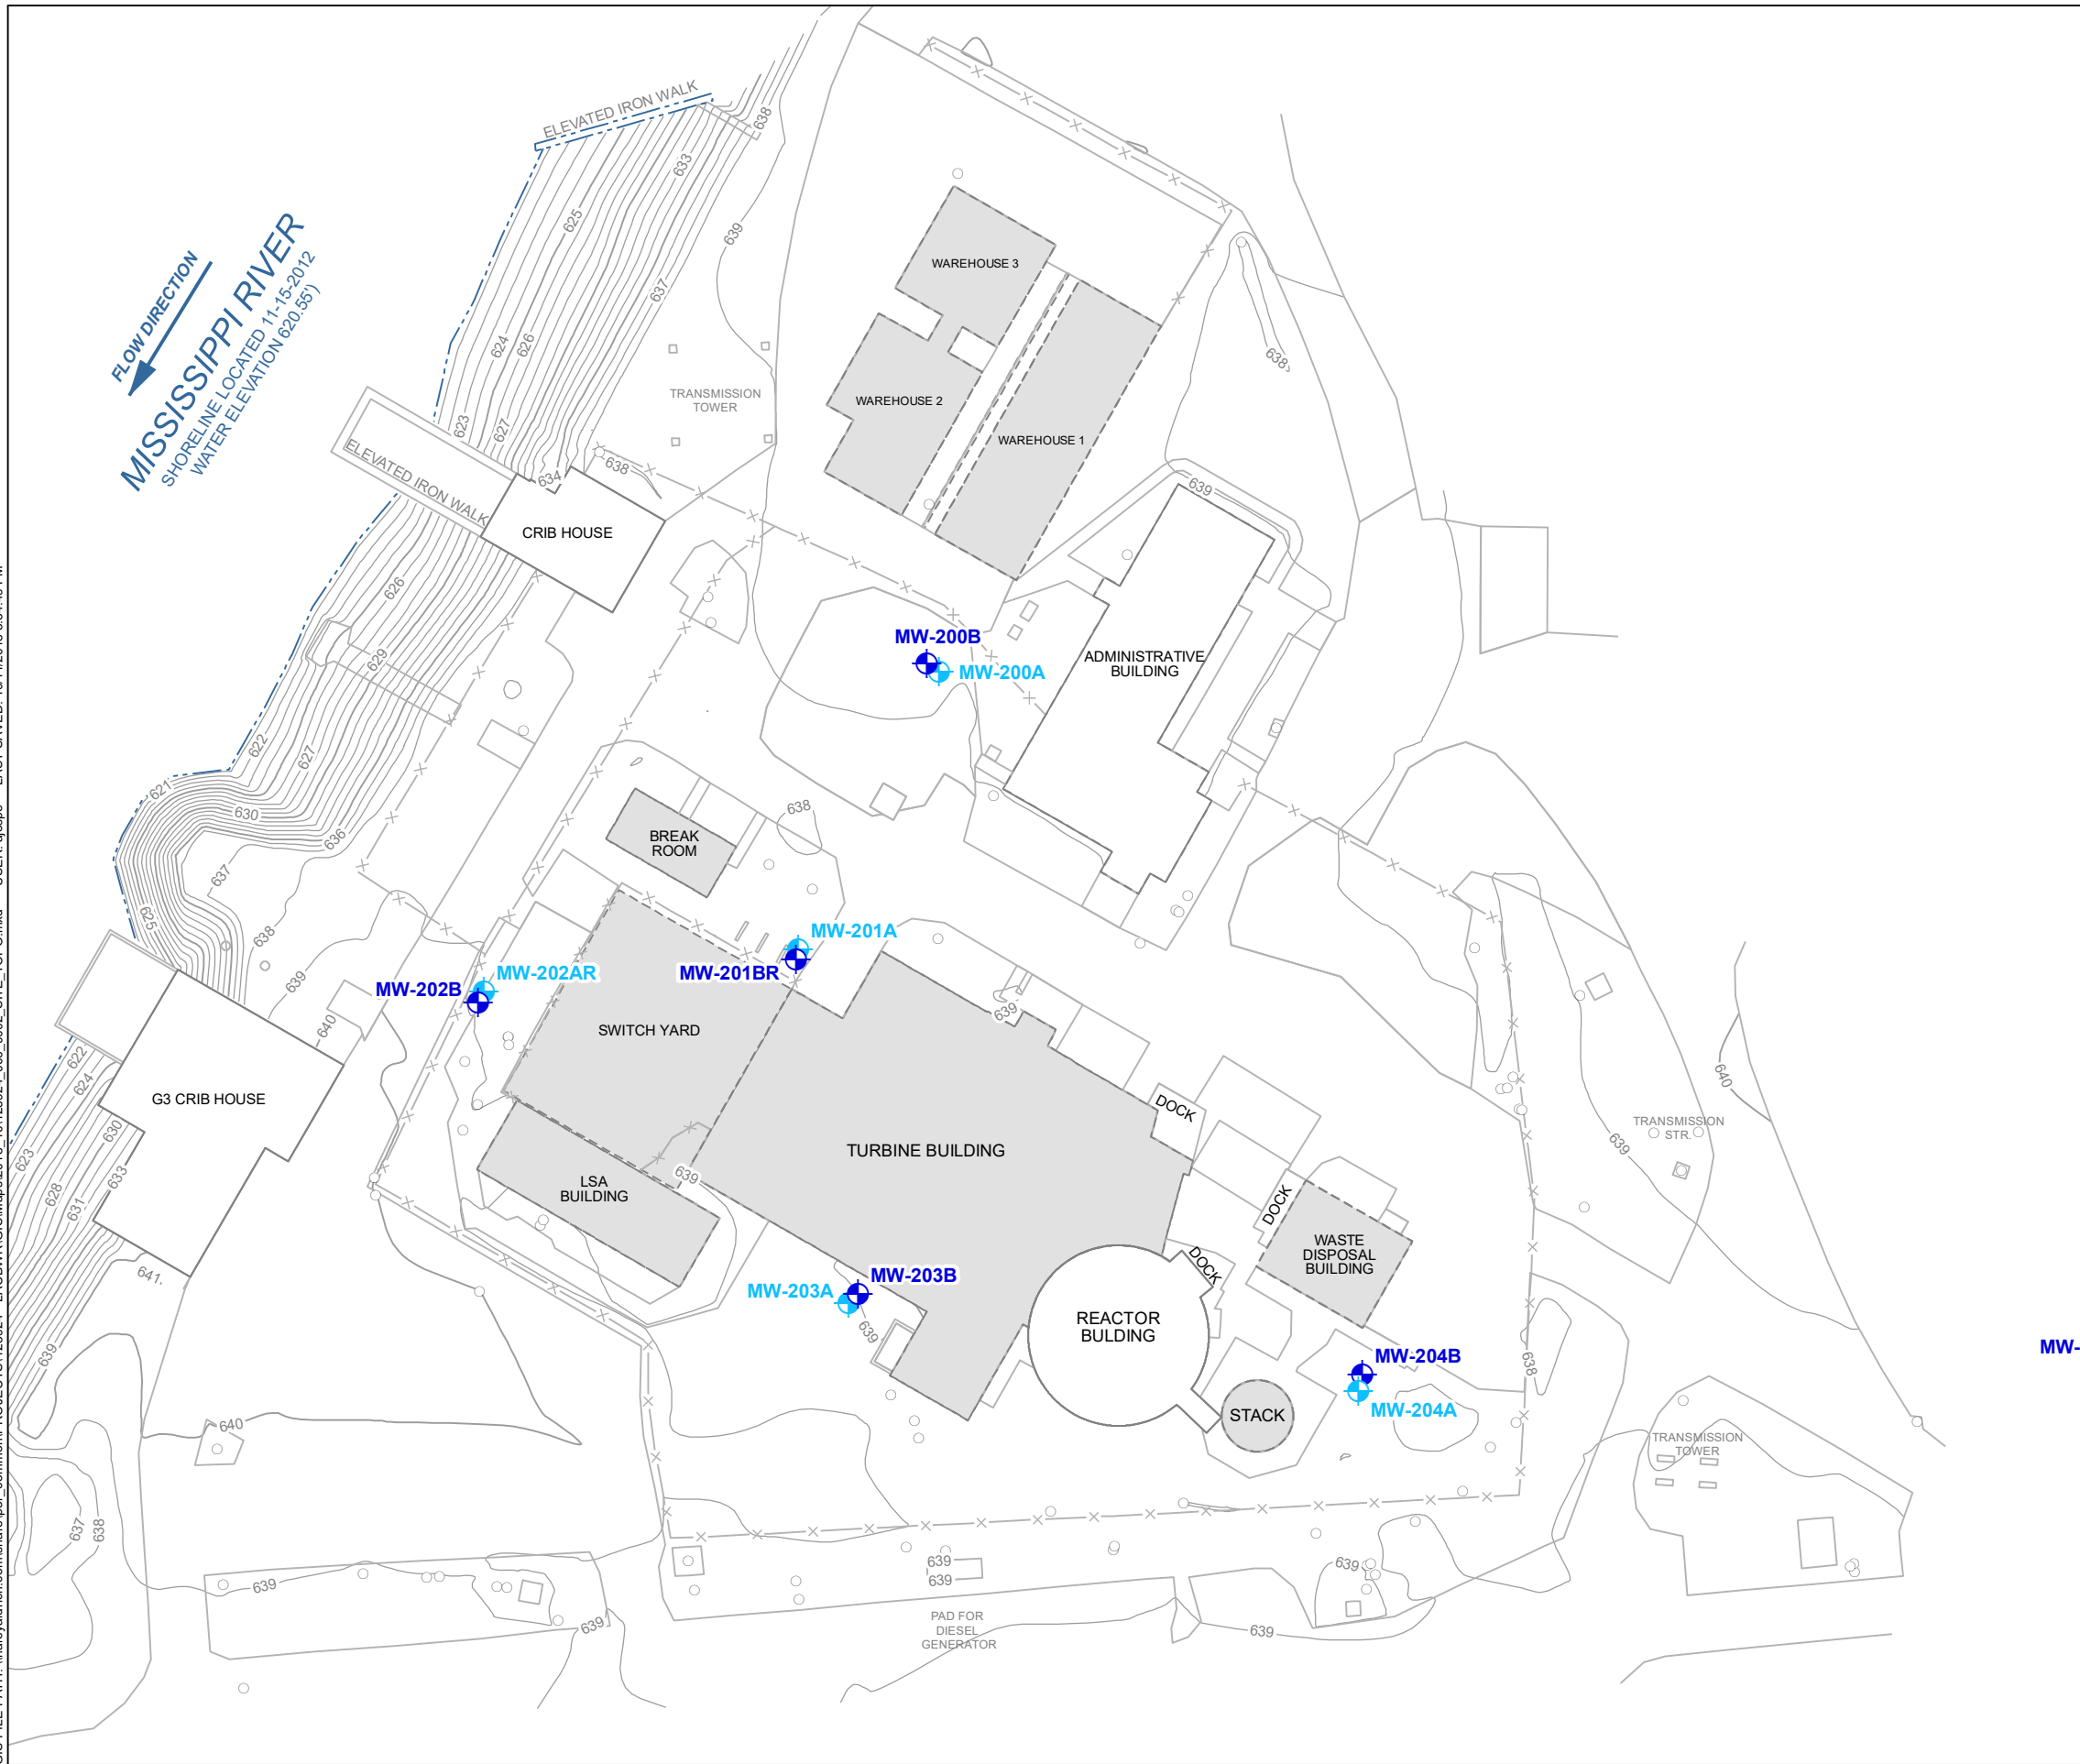 ELEVATED IRON WALK
638
633
625
639
637
FLOW DIRECTION
MISSISSIPPI RIVER
SHORELINE LOCATED 11-15-2012
WATER ELEVATION 620.55')
624
626
623
627
ELEVATED IRON WALK
634
638
CRIB HOUSE
TRANSMISSION
TOWER
WAREHOUSE 3
WAREHOUSE 2
WAREHOUSE 1
638
639
626
629
622
627
621
630
636
637
625
638
639
640
MW-200B
MW-200A
ADMINISTRATIVE
BUILDING
BREAK
ROOM
638
MW-201A
MW-201BR
MW-202AR
MW-202B
SWITCH YARD
639
G3 CRIB HOUSE
622
624
623
630
628
631
633
641
639
LSA
BUILDING
639
TURBINE BUILDING
DOCK
DOCK
DOCK
WASTE
DISPOSAL
BUILDING
TRANSMISSION
STR.
640
639
MW-203B
MW-203A
639
REACTOR
BULDING
MW-204B
MW-204A
STACK
638
MW-
TRANSMISSION
TOWER
640
637
638
639
639
639
639
639
639
PAD FOR
DIESEL
GENERATOR